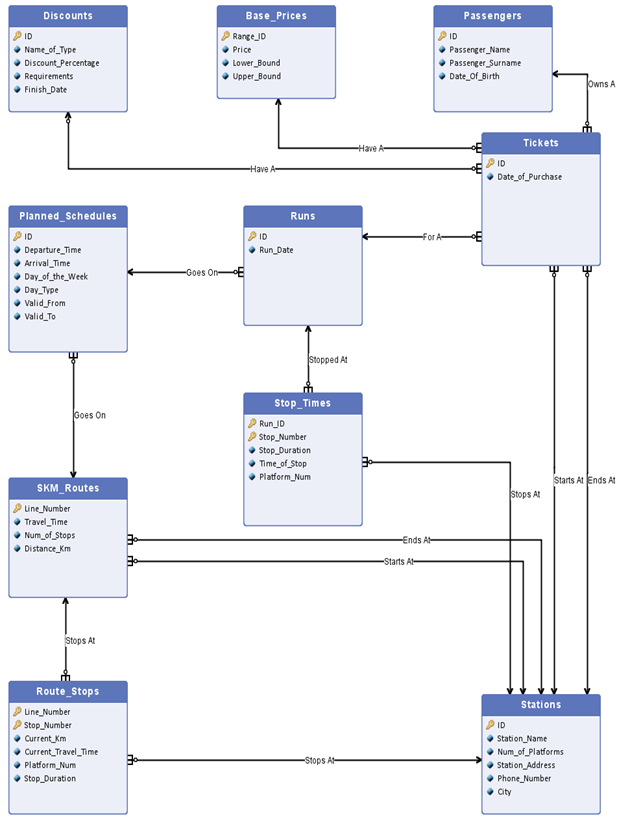 Discounts
ID
Name_of_Type
Discount_Percentage
Requirements
Finish_Date
Base_Prices
Range_ID
Price
Lower_Bound
Upper_Bound
Passengers
ID
Passenger_Name
Passenger_Surname
Date_Of_Birth
Owns A
Tickets
ID
Date_of_Purchase
Have A
Have A
Planned_Schedules
ID
Departure_Time
Arrival_Time
Day_of_the_Week
Day_Type
Valid_From
Valid_To
Runs
ID
Run_Date
For A
Goes On
Stopped At
Goes On
Stop_Times
Run_ID
Stop_Number
Stop_Duration
Time_of_Stop
Platform_Num
SKM_Routes
Line_Number
Travel_Time
Num_of_Stops
Distance_Km
Stops At
Starts At
Ends At
Ends At
Starts At
Stops At
Route_Stops
Line_Number
Stop_Number
Current_Km
Current_Travel_Time
Platform_Num
Stop_Duration
Stops At
Stations
ID
Station_Name
Num_of_Platforms
Station_Address
Phone_Number
City